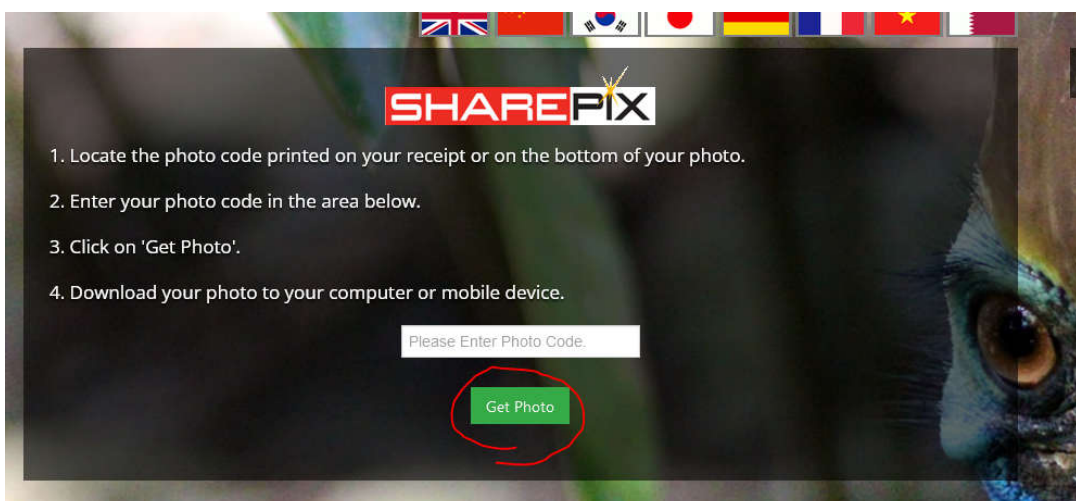 SHAREPIX
1. Locate the photo code printed on your receipt or on the bottom of your photo.
2. Enter your photo code in the area below.
3. Click on 'Get Photo'.
4. Download your photo to your computer or mobile device.
Please Enter Photo Code.
Get Photo